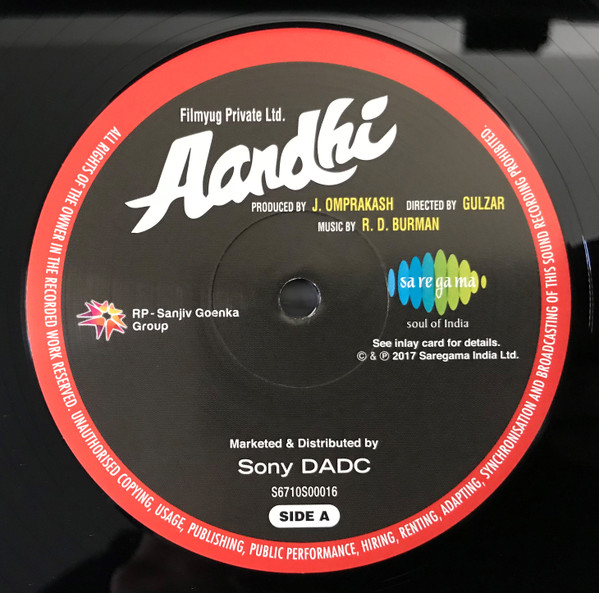 Filmyug Private Ltd.
Aandhi
PRODUCED BY J. OMPRAKASH DIRECTED BY GULZAR
MUSIC BY R. D. BURMAN
RP-Sanjiv Goenka
Group
sa re ga ma
soul of India
See inlay card for details.
© & ℗ 2017 Saregama India Ltd.
Marketed & Distributed by
Sony DADC
S6710S00016
SIDE A
ALL RIGHTS OF THE OWNER IN THE RECORDED WORK RESERVED. UNAUTHORISED COPYING, USAGE, PUBLISHING, PUBLIC PERFORMANCE, HIRING, RENTING, ADAPTING, SYNCHRONISATION AND BROADCASTING OF THIS SOUND RECORDING PROHIBITED.